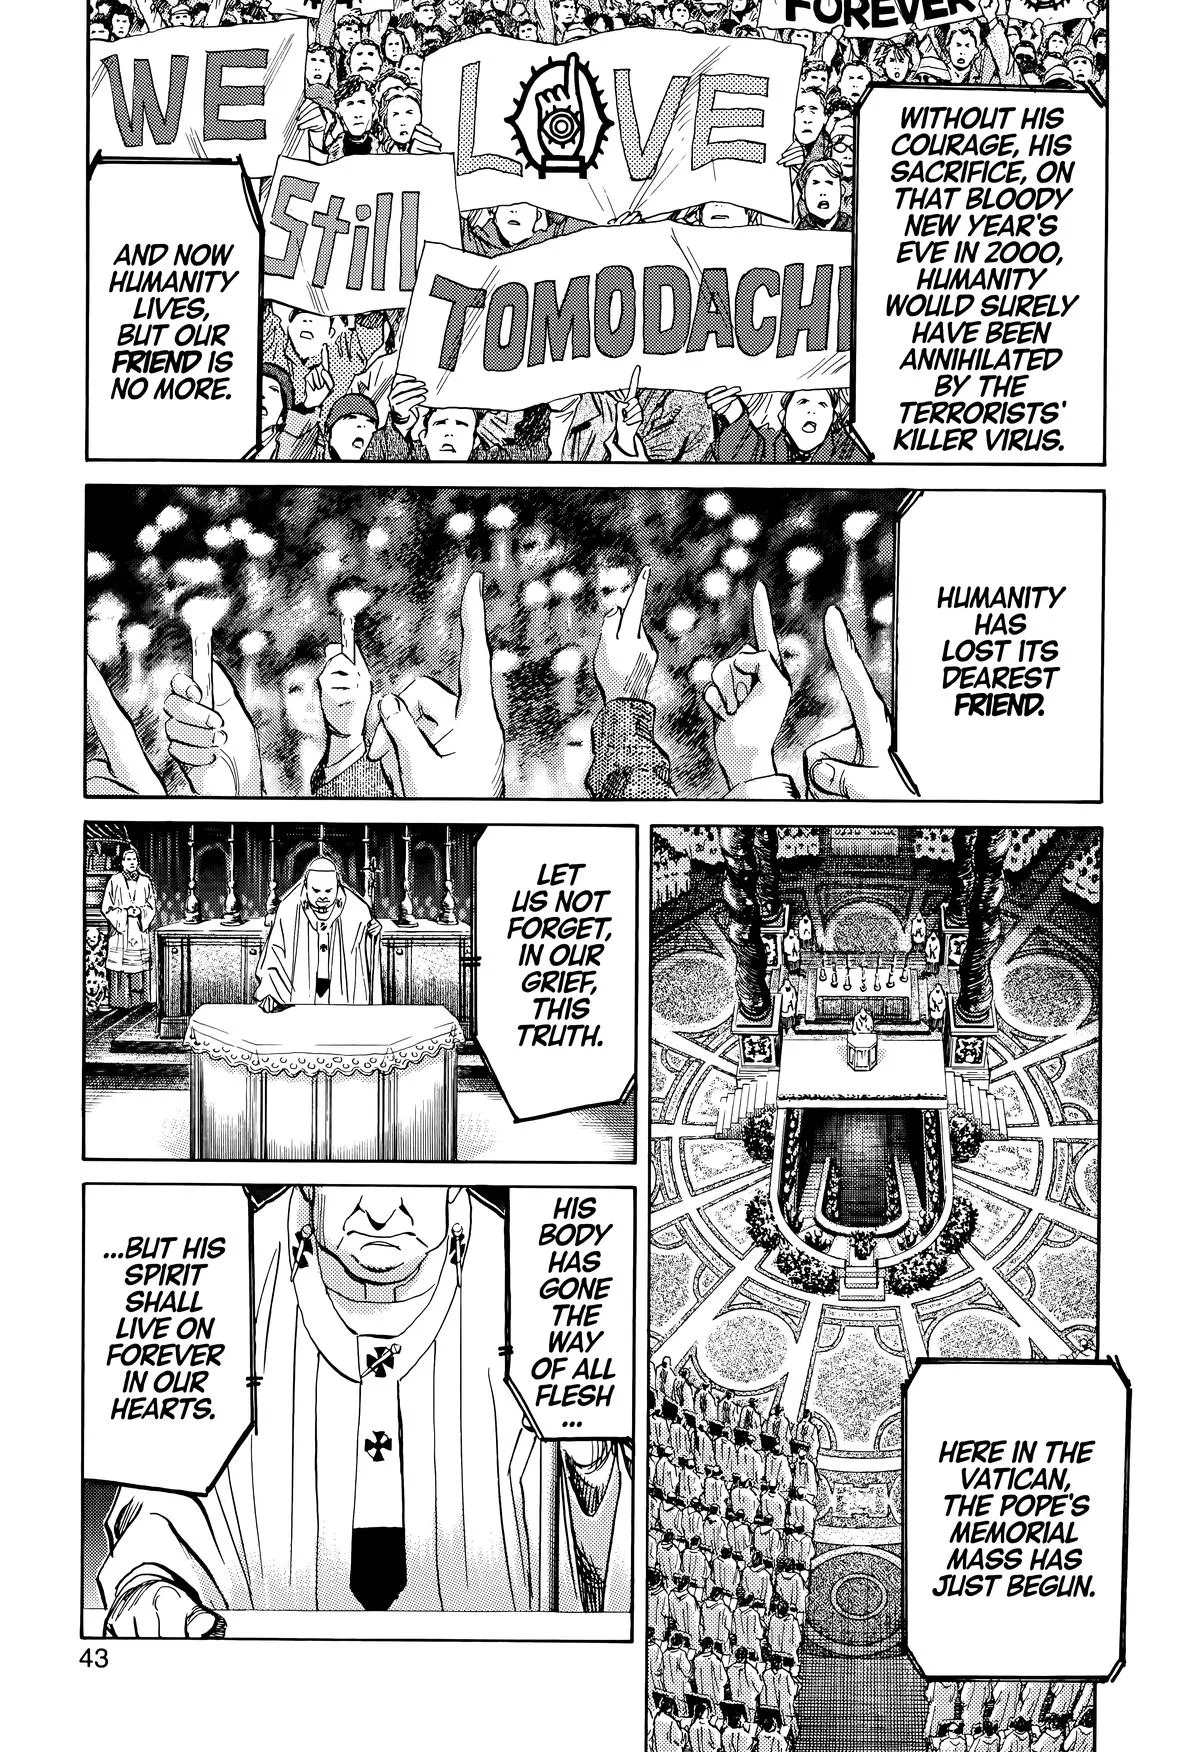 FOREVER
WE
LOVE
Still
TOMODACHI
WITHOUT HIS
COURAGE, HIS
SACRIFICE, ON
THAT BLOODY
NEW YEAR'S
EVE IN 2000,
HUMANITY
WOULD SURELY
HAVE BEEN
ANNIHILATED
BY THE
TERRORISTS'
KILLER VIRUS.
AND NOW
HUMANITY
LIVES,
BUT OUR
FRIEND IS
NO MORE.
HUMANITY
HAS
LOST ITS
DEAREST
FRIEND.
HERE IN THE
VATICAN,
THE POPE'S
MEMORIAL
MASS HAS
JUST BEGUN.
LET
US NOT
FORGET,
IN OUR
GRIEF,
THIS
TRUTH.
HIS
BODY
HAS
GONE
THE
WAY
OF ALL
FLESH
...
...BUT HIS
SPIRIT
SHALL
LIVE ON
FOREVER
IN OUR
HEARTS.
43